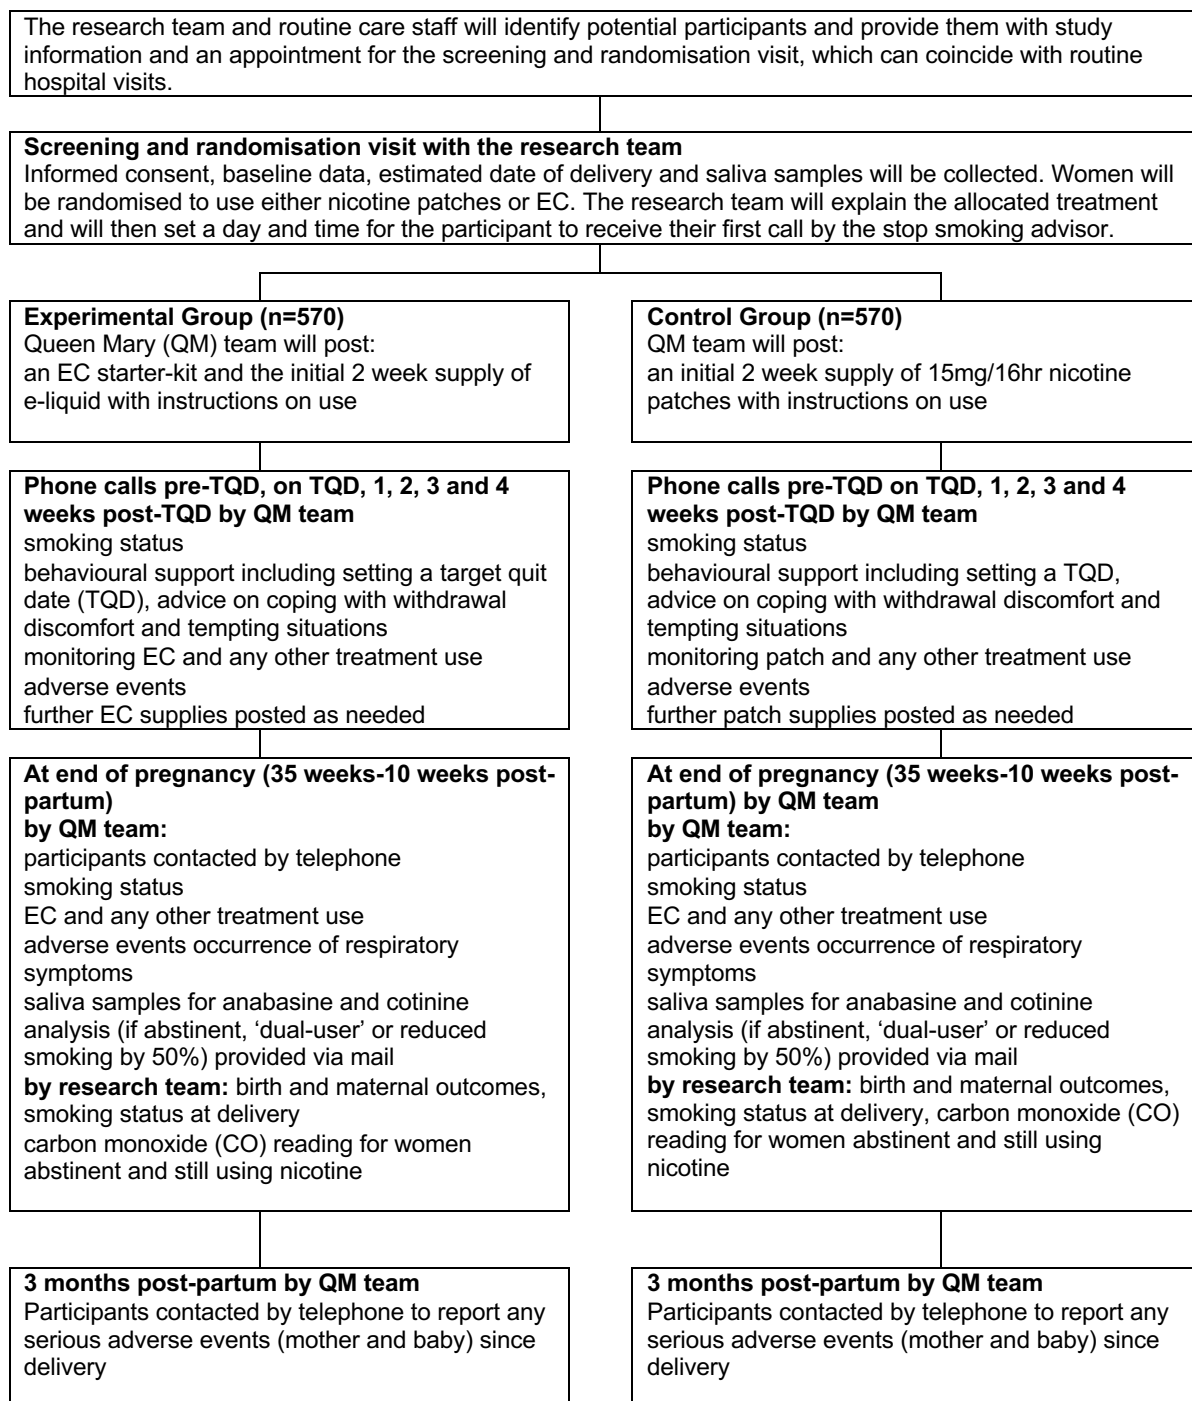 The research team and routine care staff will identify potential participants and provide them with study
information and an appointment for the screening and randomisation visit, which can coincide with routine
hospital visits.
Screening and randomisation visit with the research team
Informed consent, baseline data, estimated date of delivery and saliva samples will be collected. Women will
be randomised to use either nicotine patches or EC. The research team will explain the allocated treatment
and will then set a day and time for the participant to receive their first call by the stop smoking advisor.
Experimental Group (n=570)
Queen Mary (QM) team will post:
an EC starter-kit and the initial 2 week supply of
e-liquid with instructions on use
Control Group (n=570)
QM team will post:
an initial 2 week supply of 15mg/16hr nicotine
patches with instructions on use
Phone calls pre-TQD, on TQD, 1, 2, 3 and 4
weeks post-TQD by QM team
smoking status
behavioural support including setting a target quit
date (TQD), advice on coping with withdrawal
discomfort and tempting situations
monitoring EC and any other treatment use
adverse events
further EC supplies posted as needed
Phone calls pre-TQD on TQD, 1, 2, 3 and 4
weeks post-TQD by QM team
smoking status
behavioural support including setting a TQD,
advice on coping with withdrawal discomfort and
tempting situations
monitoring patch and any other treatment use
adverse events
further patch supplies posted as needed
At end of pregnancy (35 weeks-10 weeks post-
partum)
by QM team:
participants contacted by telephone
smoking status
EC and any other treatment use
adverse events occurrence of respiratory
symptoms
saliva samples for anabasine and cotinine
analysis (if abstinent, ‘dual-user’ or reduced
smoking by 50%) provided via mail
by research team: birth and maternal outcomes,
smoking status at delivery
carbon monoxide (CO) reading for women
abstinent and still using nicotine
At end of pregnancy (35 weeks-10 weeks post-
partum) by QM team
by QM team:
participants contacted by telephone
smoking status
EC and any other treatment use
adverse events occurrence of respiratory
symptoms
saliva samples for anabasine and cotinine
analysis (if abstinent, ‘dual-user’ or reduced
smoking by 50%) provided via mail
by research team: birth and maternal outcomes,
smoking status at delivery, carbon monoxide (CO)
reading for women abstinent and still using
nicotine
3 months post-partum by QM team
Participants contacted by telephone to report any
serious adverse events (mother and baby) since
delivery
3 months post-partum by QM team
Participants contacted by telephone to report any
serious adverse events (mother and baby) since
delivery